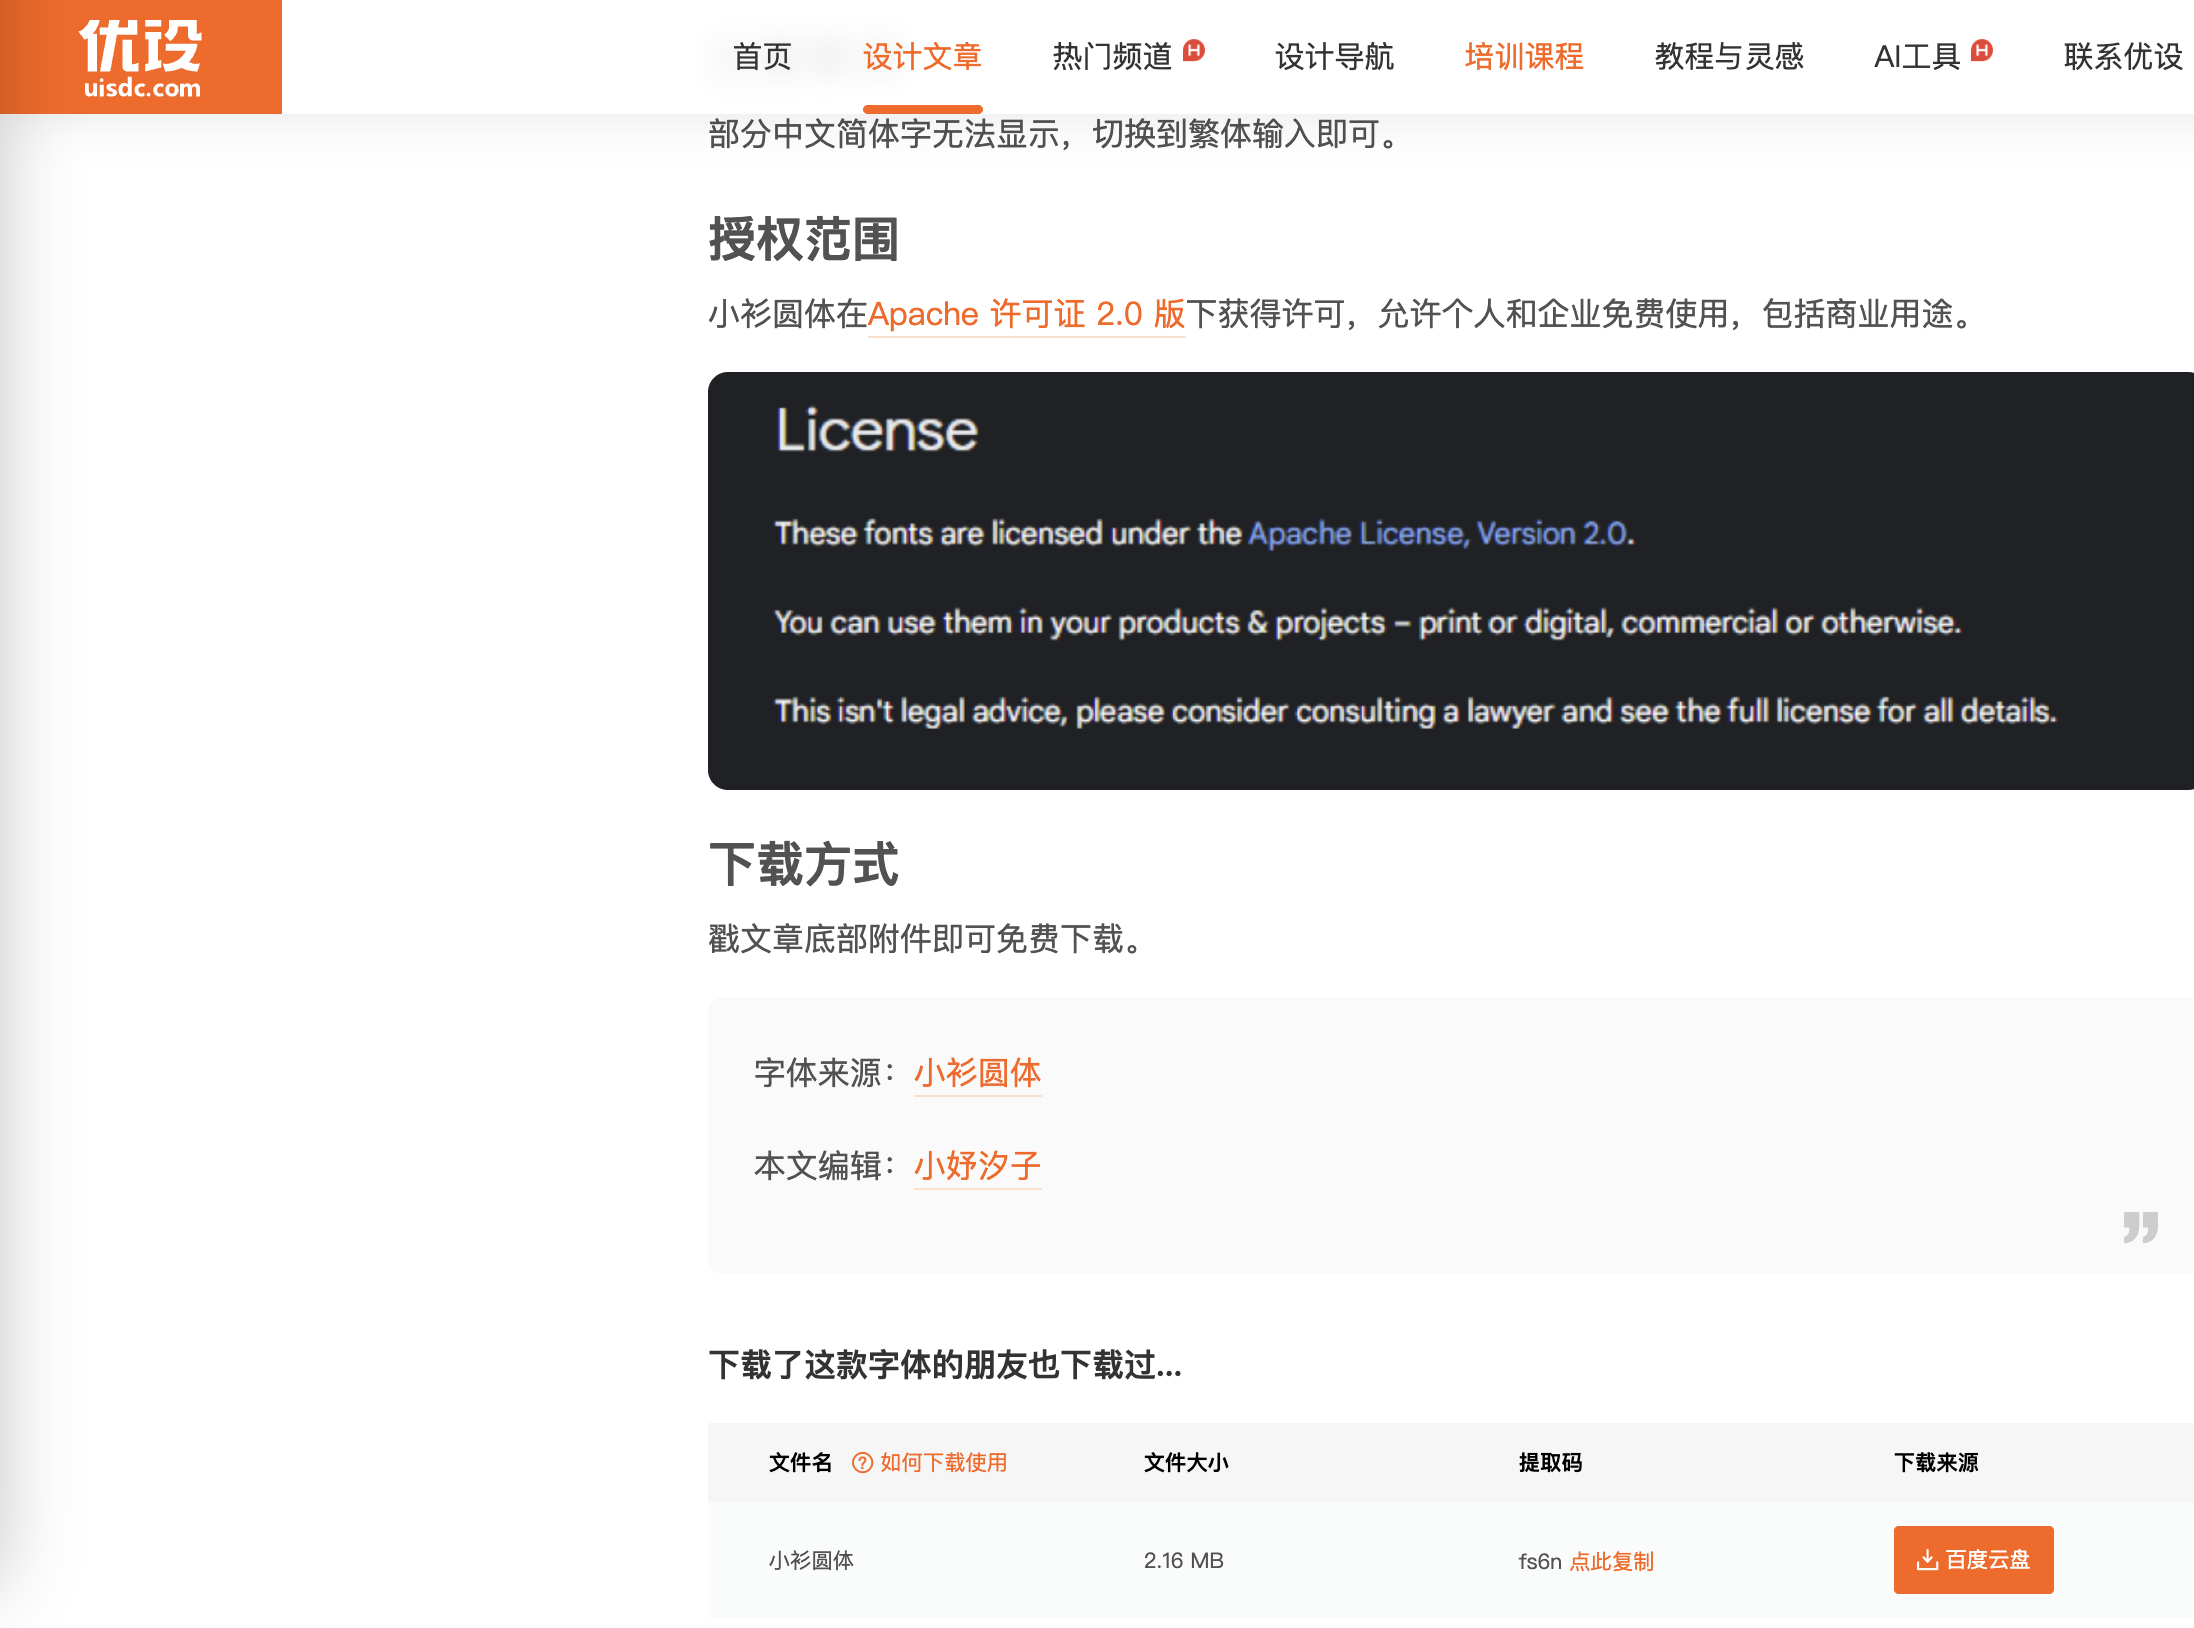 优设
uisdc.com
首页 设计文章 热门频道 H 设计导航 培训课程 教程与灵感 AI工具 H 联系优设
部分中文简体字无法显示，切换到繁体输入即可。
授权范围
小衫圆体在Apache 许可证 2.0 版下获得许可，允许个人和企业免费使用，包括商业用途。
License
These fonts are licensed under the Apache License, Version 2.0.
You can use them in your products & projects – print or digital, commercial or otherwise.
This isn't legal advice, please consider consulting a lawyer and see the full license for all details.
下载方式
戳文章底部附件即可免费下载。
字体来源：小衫圆体
本文编辑：小妤汐子
”
下载了这款字体的朋友也下载过...
文件名 ? 如何下载使用 文件大小 提取码 下载来源
小衫圆体 2.16 MB fs6n 点此复制 百度云盘